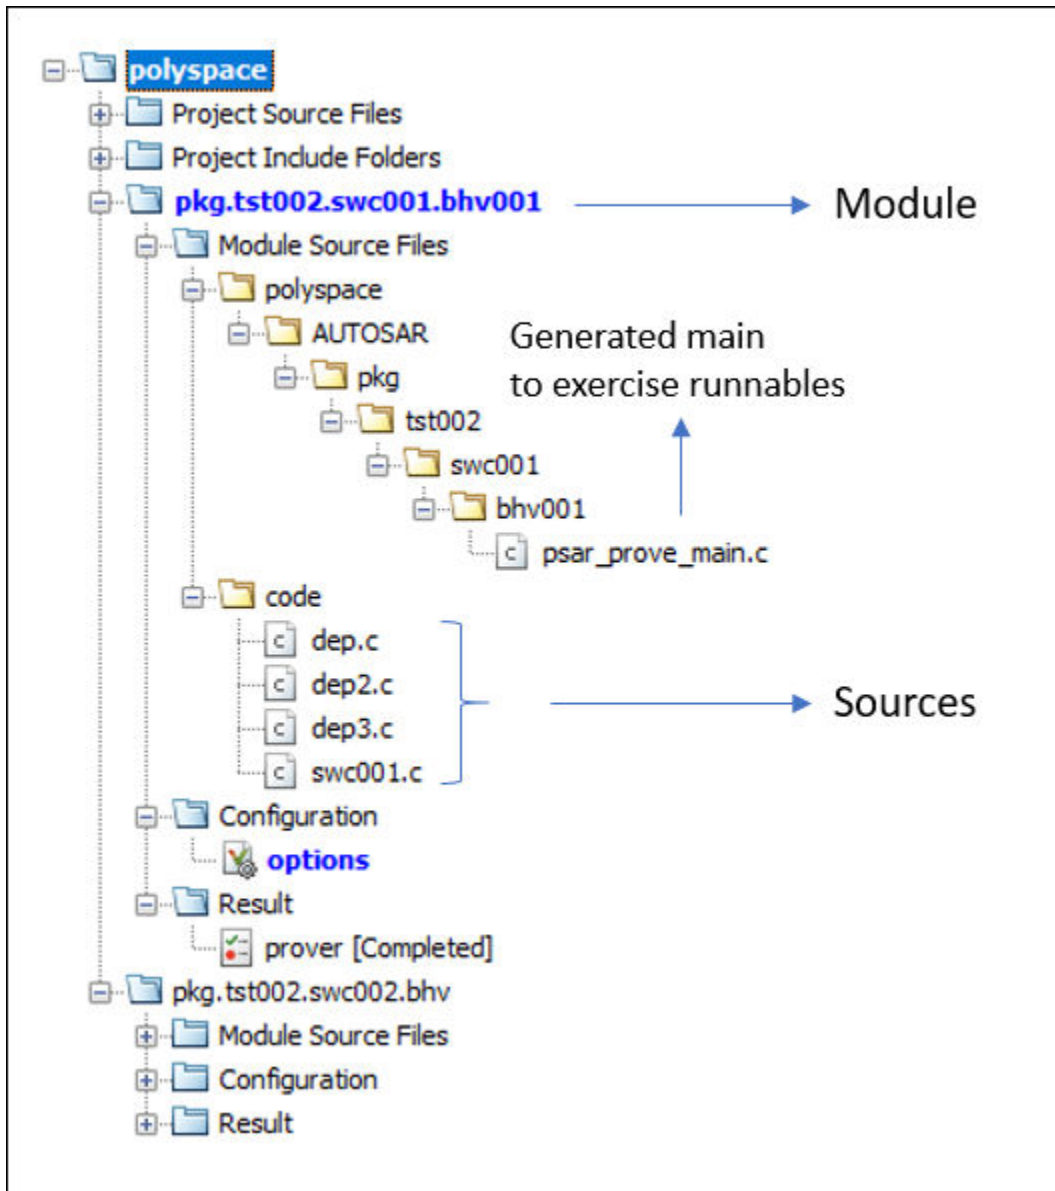 polyspace
Project Source Files
Project Include Folders
pkg.tst002.swc001.bhv001
Module
Module Source Files
polyspace
AUTOSAR
Generated main
to exercise runnables
pkg
tst002
swc001
bhv001
psar_prove_main.c
code
dep.c
dep2.c
dep3.c
swc001.c
Sources
Configuration
options
Result
prover [Completed]
pkg.tst002.swc002.bhv
Module Source Files
Configuration
Result